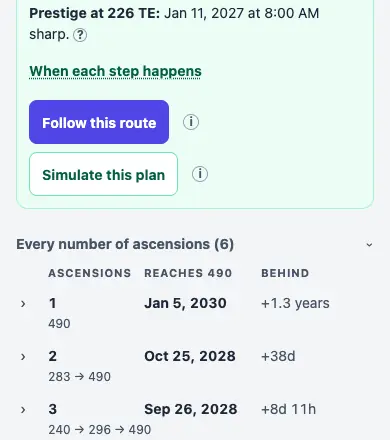 Prestige at 226 TE: Jan 11, 2027 at 8:00 AM
sharp. ?
When each step happens
Follow this route i
Simulate this plan i
Every number of ascensions (6)
ASCENSIONS REACHES 490 BEHIND
1 Jan 5, 2030 +1.3 years
490
2 Oct 25, 2028 +38d
283 → 490
3 Sep 26, 2028 +8d 11h
240 → 296 → 490